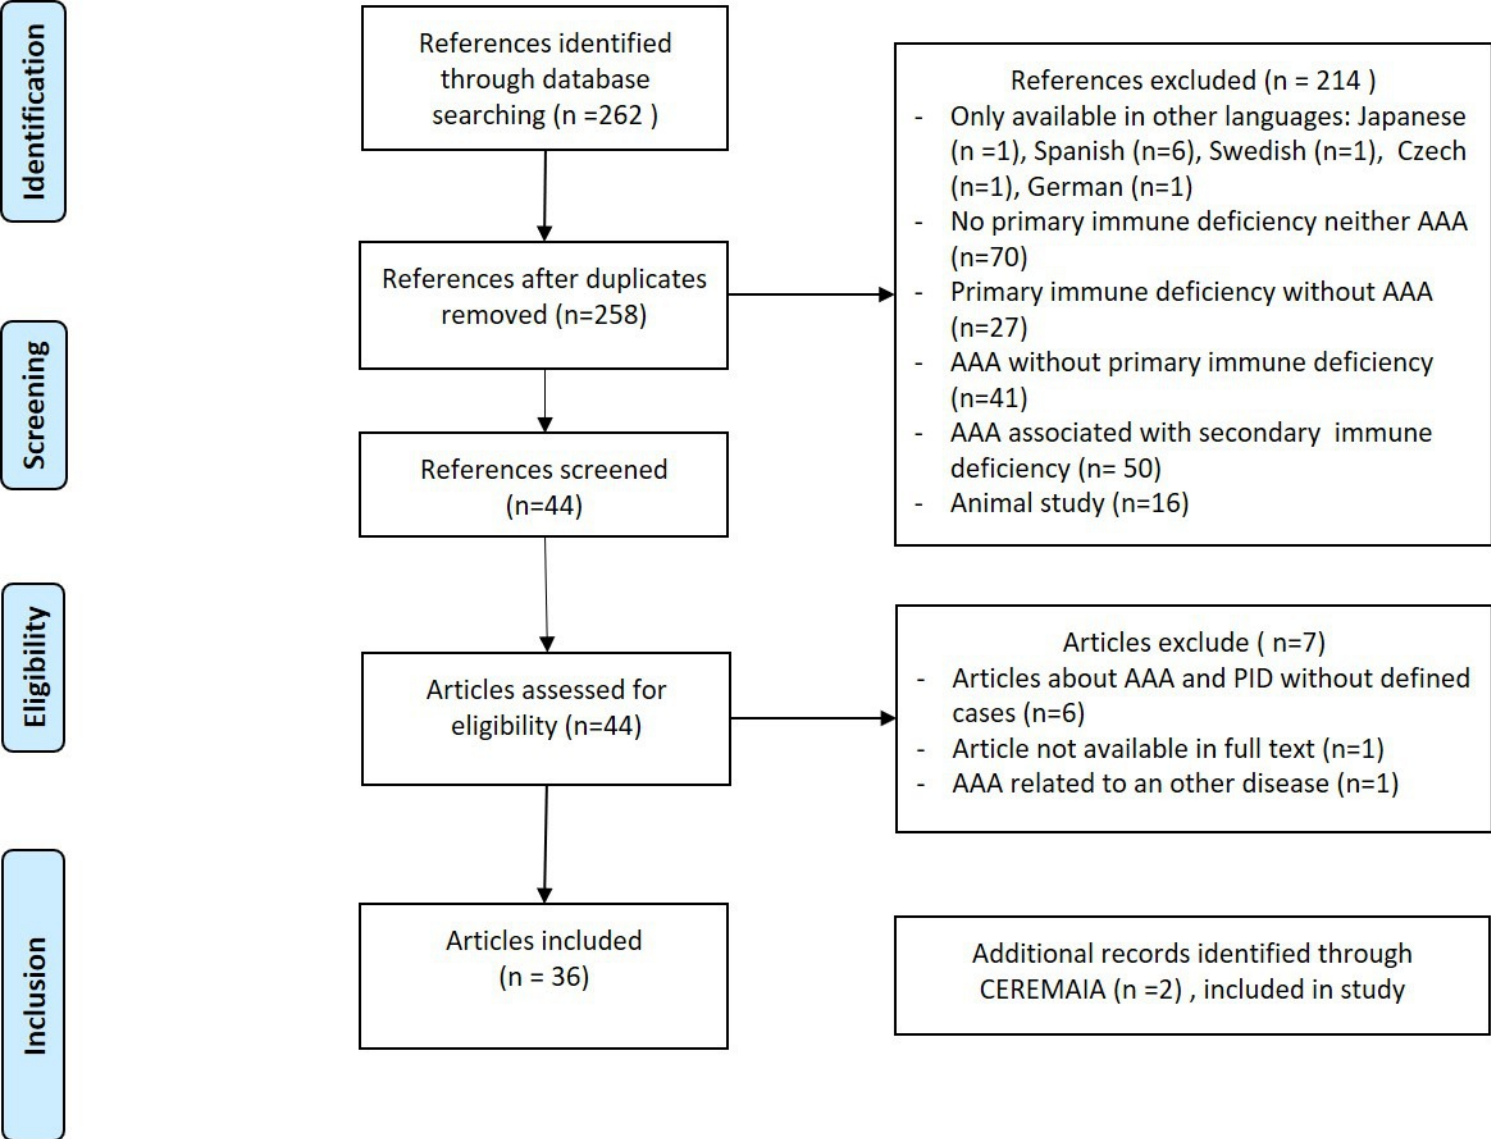 Identification
References identified
through database
searching (n =262 )
References excluded (n = 214 )
- Only available in other languages: Japanese
(n =1), Spanish (n=6), Swedish (n=1), Czech
(n=1), German (n=1)
- No primary immune deficiency neither AAA
(n=70)
- Primary immune deficiency without AAA
(n=27)
- AAA without primary immune deficiency
(n=41)
- AAA associated with secondary immune
deficiency (n= 50)
- Animal study (n=16)
References after duplicates
removed (n=258)
Screening
References screened
(n=44)
Eligibility
Articles assessed for
eligibility (n=44)
Articles exclude ( n=7)
- Articles about AAA and PID without defined
cases (n=6)
- Article not available in full text (n=1)
- AAA related to an other disease (n=1)
Inclusion
Articles included
(n = 36)
Additional records identified through
CEREMAIA (n =2) , included in study